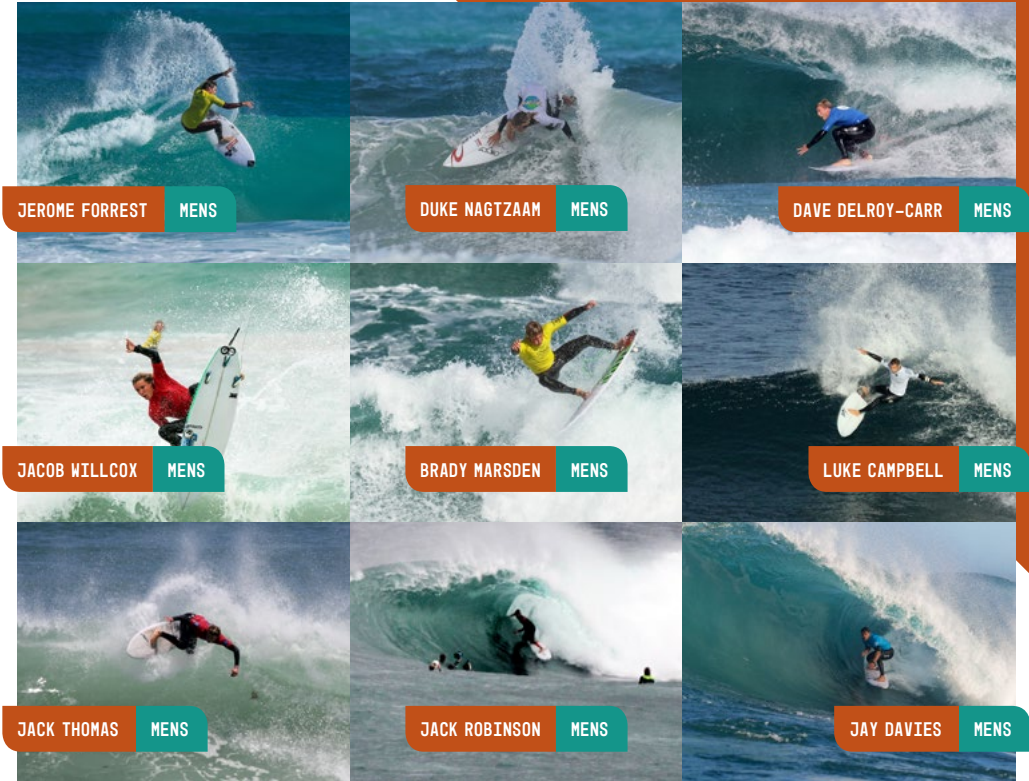 JEROME FORREST MENS
DUKE NAGTZAAM MENS
DAVE DELROY-CARR MENS
JACOB WILLCOX MENS
BRADY MARSDEN MENS
LUKE CAMPBELL MENS
JACK THOMAS MENS
JACK ROBINSON MENS
JAY DAVIES MENS